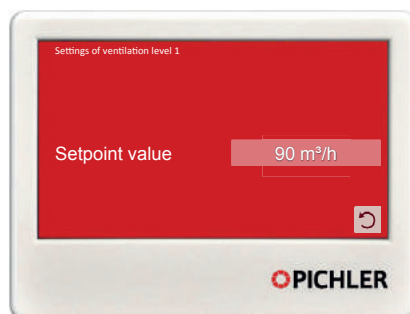 Settings of ventilation level 1
Setpoint value
90 m³/h
PICHLER